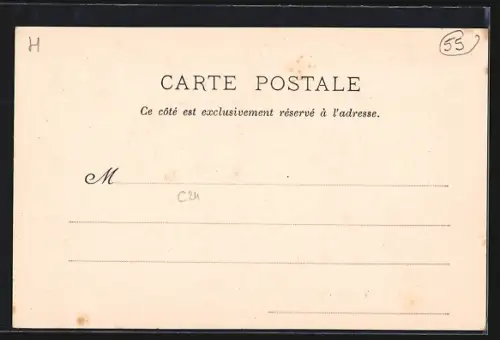 H
55
CARTE POSTALE
Ce côté est exclusivement réservé à l'adresse.
M
C24